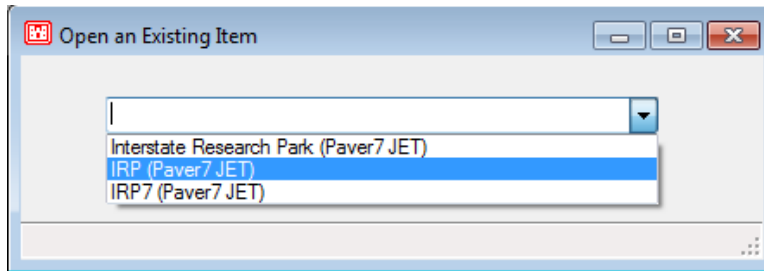 Open an Existing Item
Interstate Research Park (Paver7 JET)
IRP (Paver7 JET)
IRP7 (Paver7 JET)